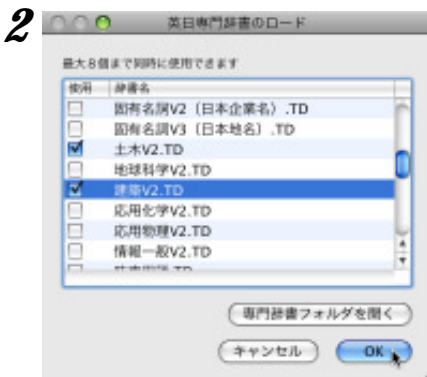 2
英日専門辞書のロード
最大8個まで同時に使用できます
使用 辞書名
固有名詞V2（日本企業名）.TD
固有名詞V3（日本地名）.TD
土木V2.TD
地球科学V2.TD
建築V2.TD
応用化学V2.TD
応用物理V2.TD
情報一般V2.TD
専門辞書フォルダを開く
キャンセル OK